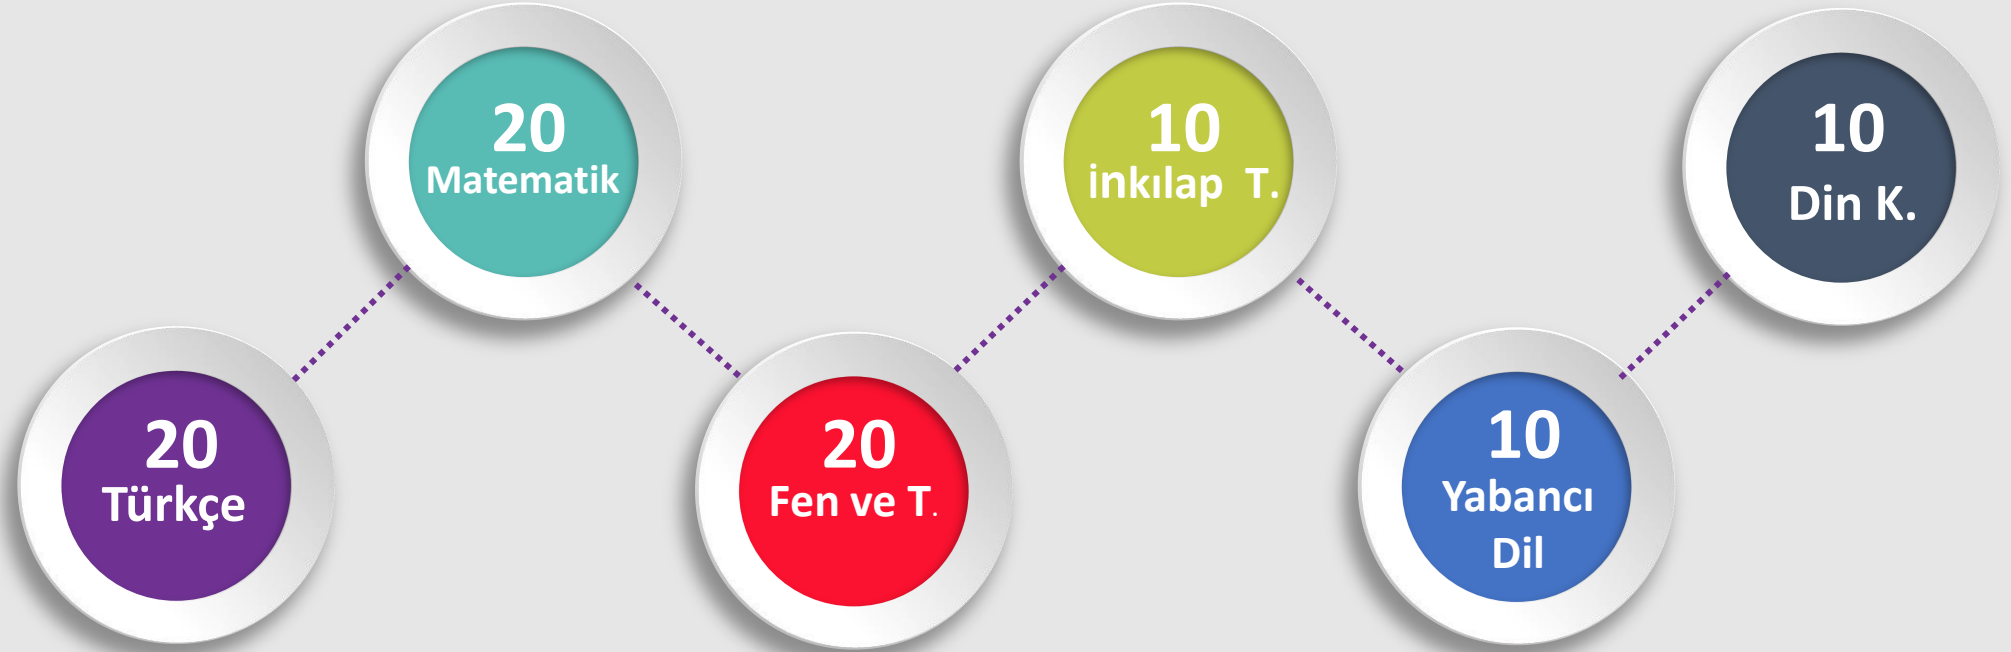 20
Türkçe
20
Matematik
20
Fen ve T.
10
inkılap T.
10
Yabancı
Dil
10
Din K.